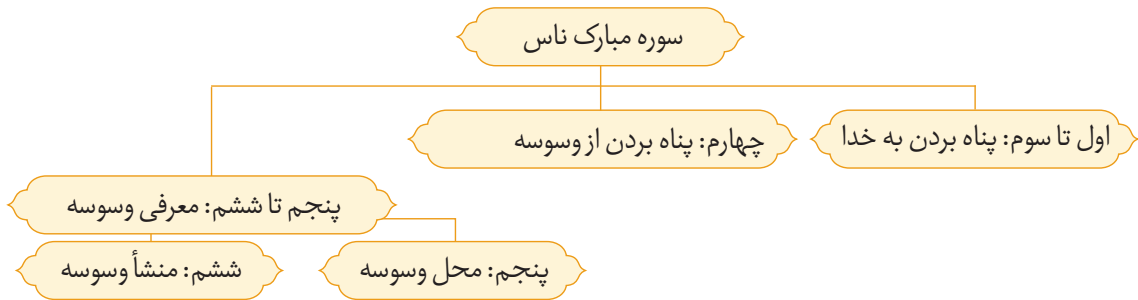 سوره مبارک ناس
اول تا سوم: پناه بردن به خدا
چهارم: پناه بردن از وسوسه
پنجم تا ششم: معرفی وسوسه
پنجم: محل وسوسه
ششم: منشأ وسوسه